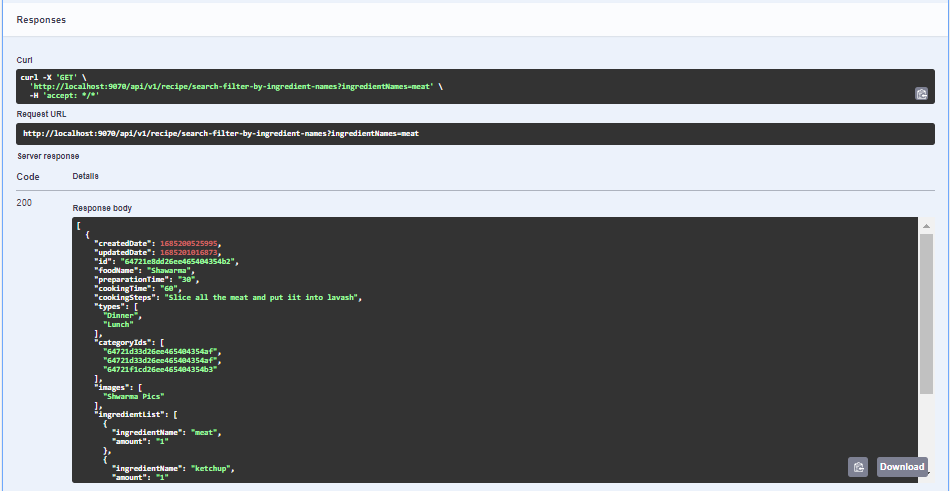 Responses
Curl
curl -X 'GET' \
'http://localhost:9070/api/v1/recipe/search-filter-by-ingredient-names?ingredientNames=meat' \
-H 'accept: */*'
Request URL
http://localhost:9070/api/v1/recipe/search-filter-by-ingredient-names?ingredientNames=meat
Server response
Code Details
200
Response body
[
{
"createdDate": 1685200525995,
"updatedDate": 1685201016873,
"id": "64721e8dd26ee465404354b2",
"foodName": "Shawarma",
"preparationTime": "30",
"cookingTime": "60",
"cookingSteps": "Slice all the meat and put iit into lavash",
"types": [
"Dinner",
"Lunch"
],
"categoryIds": [
"64721d33d26ee465404354af",
"64721d33d26ee465404354af",
"64721f1cd26ee465404354b3"
],
"images": [
"Shwarma Pics"
],
"ingredientList": [
{
"ingredientName": "meat",
"amount": "1"
},
{
"ingredientName": "ketchup",
"amount": "1"
Download